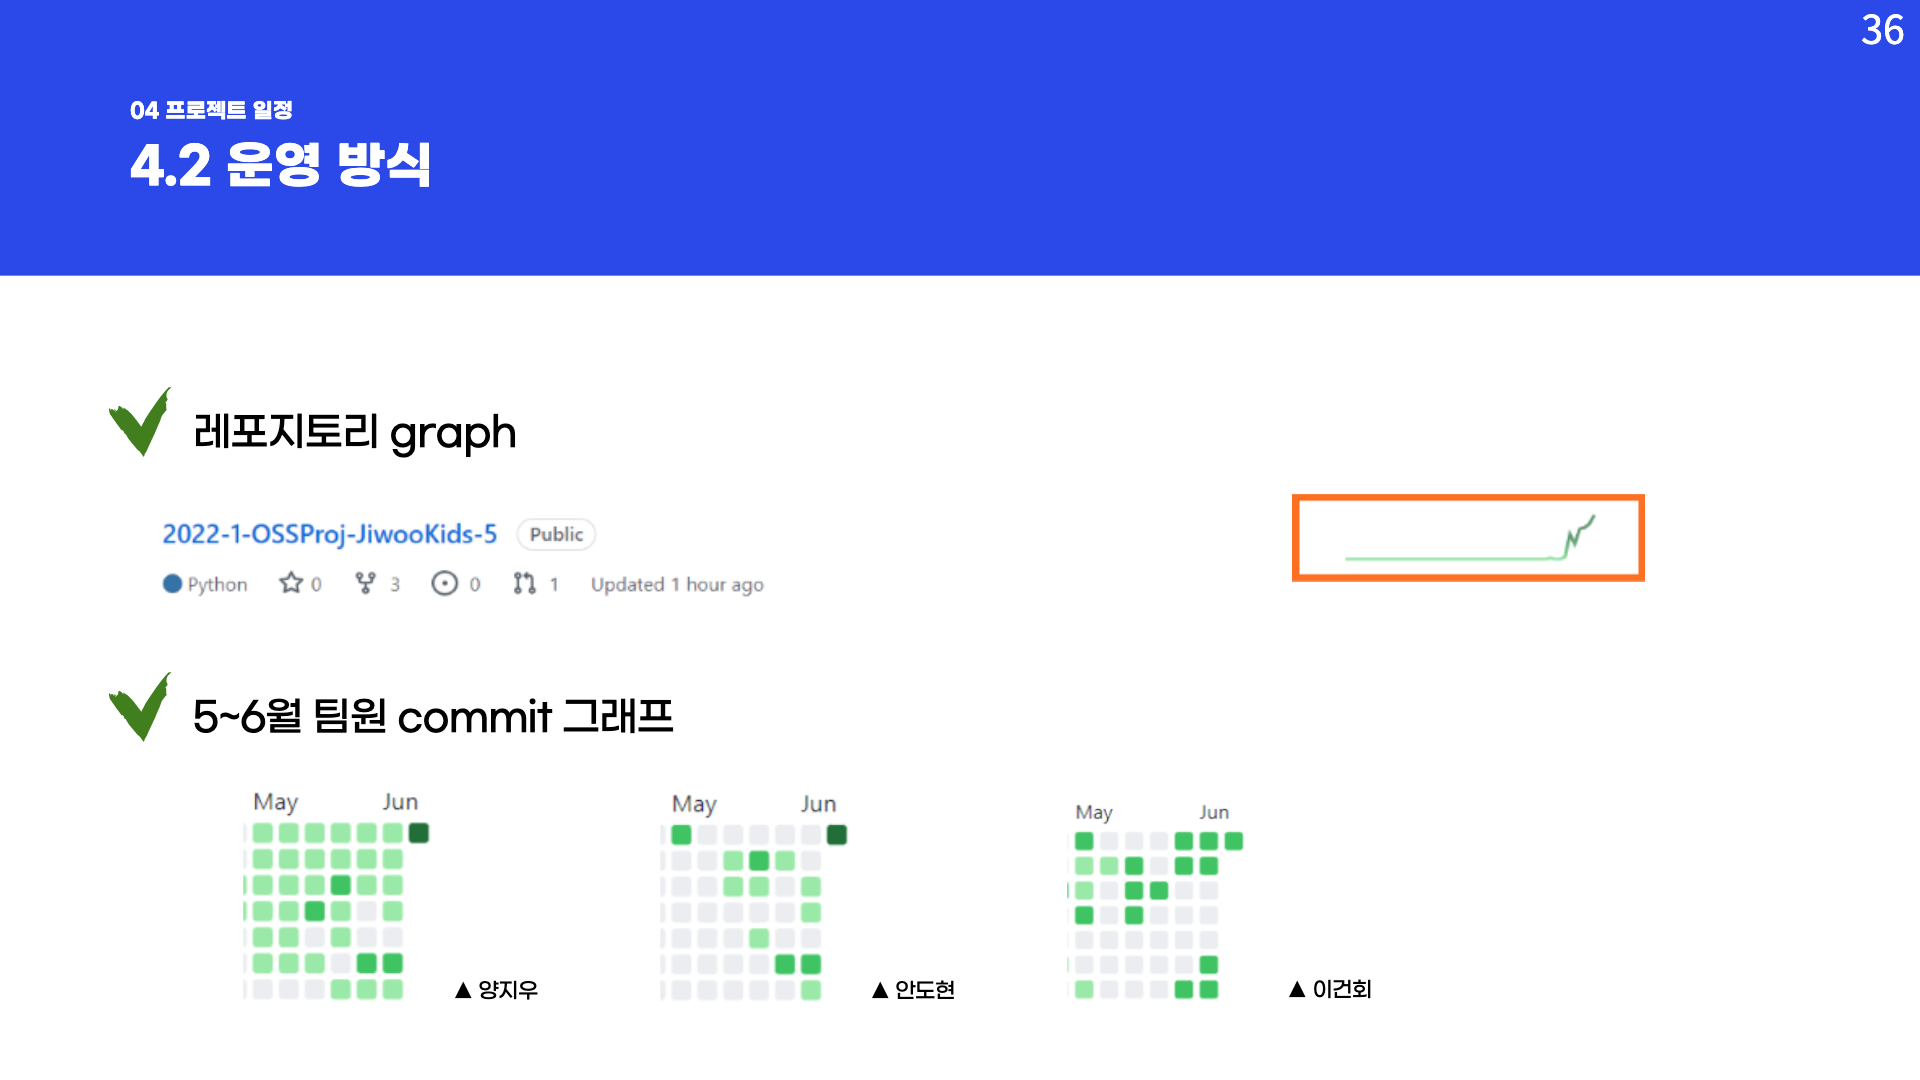 36
04 프로젝트 일정
4.2 운영 방식
레포지토리 graph
2022-1-OSSProj-JiwooKids-5 Public
Python 0 3 0 1 Updated 1 hour ago
5~6월 팀원 commit 그래프
May Jun
▲ 양지우
May Jun
▲ 안도현
May Jun
▲ 이건회